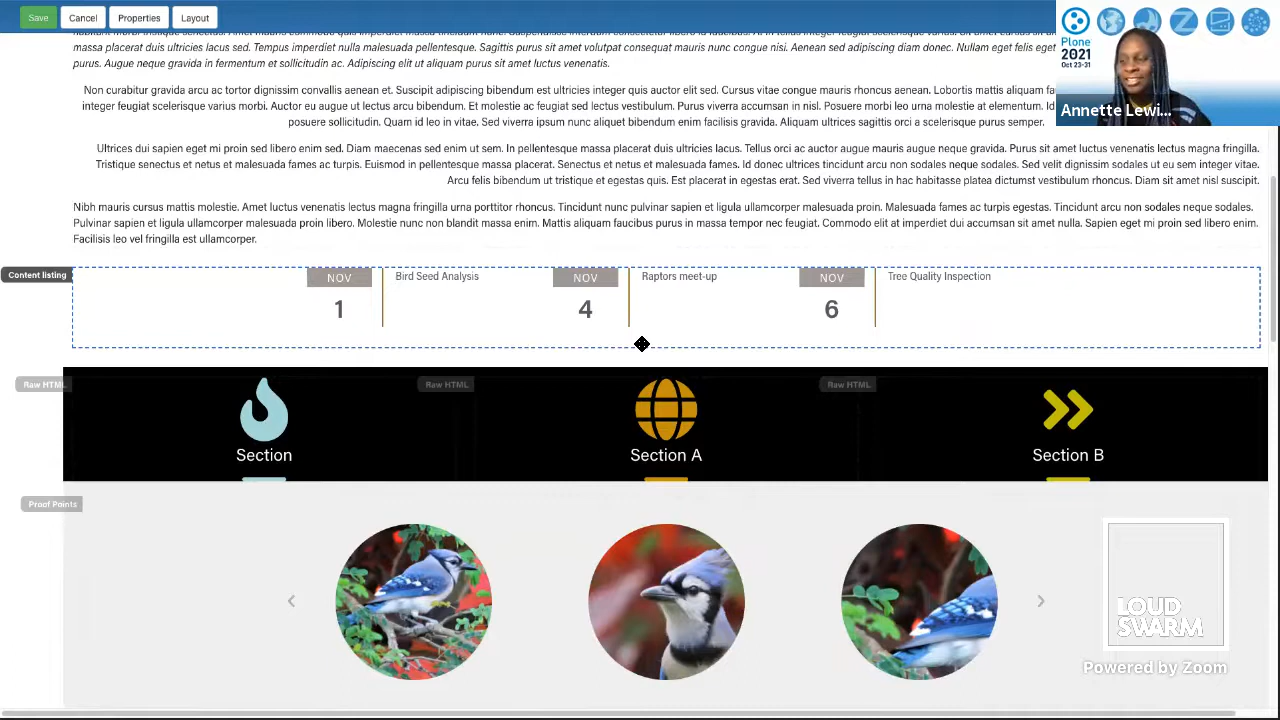 Save Cancel Properties Layout
massa placerat duis ultricies lacus sed. Tempus imperdiet nulla malesuada pellentesque. Sagittis purus sit amet volutpat consequat mauris nunc congue nisi. Aenean sed adipiscing diam donec. Nullam eget felis eget
purus. Augue neque gravida in fermentum et sollicitudin ac. Adipiscing elit ut aliquam purus sit amet luctus venenatis.
Non curabitur gravida arcu ac tortor dignissim convallis aenean et. Suscipit adipiscing bibendum est ultricies integer quis auctor elit sed. Cursus vitae congue mauris rhoncus aenean. Lobortis mattis aliquam
integer feugiat scelerisque varius morbi. Auctor eu augue ut lectus arcu bibendum. Et molestie ac feugiat sed lectus vestibulum. Purus viverra accumsan in nisl. Posuere morbi leo urna molestie at elementum.
posuere sollicitudin. Quam id leo in vitae. Sed viverra ipsum nunc aliquet bibendum enim facilisis gravida. Aliquam ultrices sagittis orci a scelerisque purus semper.
Ultrices dui sapien eget mi proin sed libero enim sed. Diam maecenas sed enim ut sem. In pellentesque massa placerat duis ultricies lacus. Tellus orci ac auctor augue mauris augue neque gravida. Purus sit amet luctus venenatis lectus magna fringilla.
Tristique senectus et netus et malesuada fames ac turpis. Euismod in pellentesque massa placerat. Senectus et netus et malesuada fames. Id donec ultrices tincidunt arcu non sodales neque sodales. Sed velit dignissim sodales ut eu sem integer vitae.
Arcu felis bibendum ut tristique et egestas quis. Est placerat in egestas erat. Sed viverra tellus in hac habitasse platea dictumst vestibulum rhoncus. Diam sit amet nisl suscipit.
Nibh mauris cursus mattis molestie. Amet luctus venenatis lectus magna fringilla urna porttitor rhoncus. Tincidunt nunc pulvinar sapien et ligula ullamcorper malesuada proin. Malesuada fames ac turpis egestas. Tincidunt arcu non sodales neque sodales.
Pulvinar sapien et ligula ullamcorper malesuada proin libero. Molestie nunc non blandit massa enim. Mattis aliquam faucibus purus in massa tempor nec feugiat. Commodo elit at imperdiet dui accumsan sit amet nulla. Sapien eget mi proin sed libero enim.
Facilisis leo vel fringilla est ullamcorper.
Plone
2021
Oct 23-31
Annette Lewi...
Content listing
NOV
1
Bird Seed Analysis
NOV
4
Raptors meet-up
NOV
6
Tree Quality Inspection
Raw HTML
Raw HTML
Raw HTML
Section
Section A
Section B
Proof Points
LOUD
SWARM
Powered by Zoom